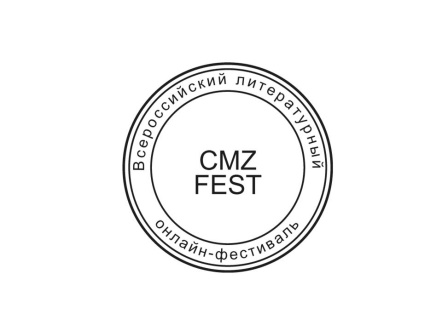 Всероссийский литературный
CMZ
FEST
онлайн-фестиваль